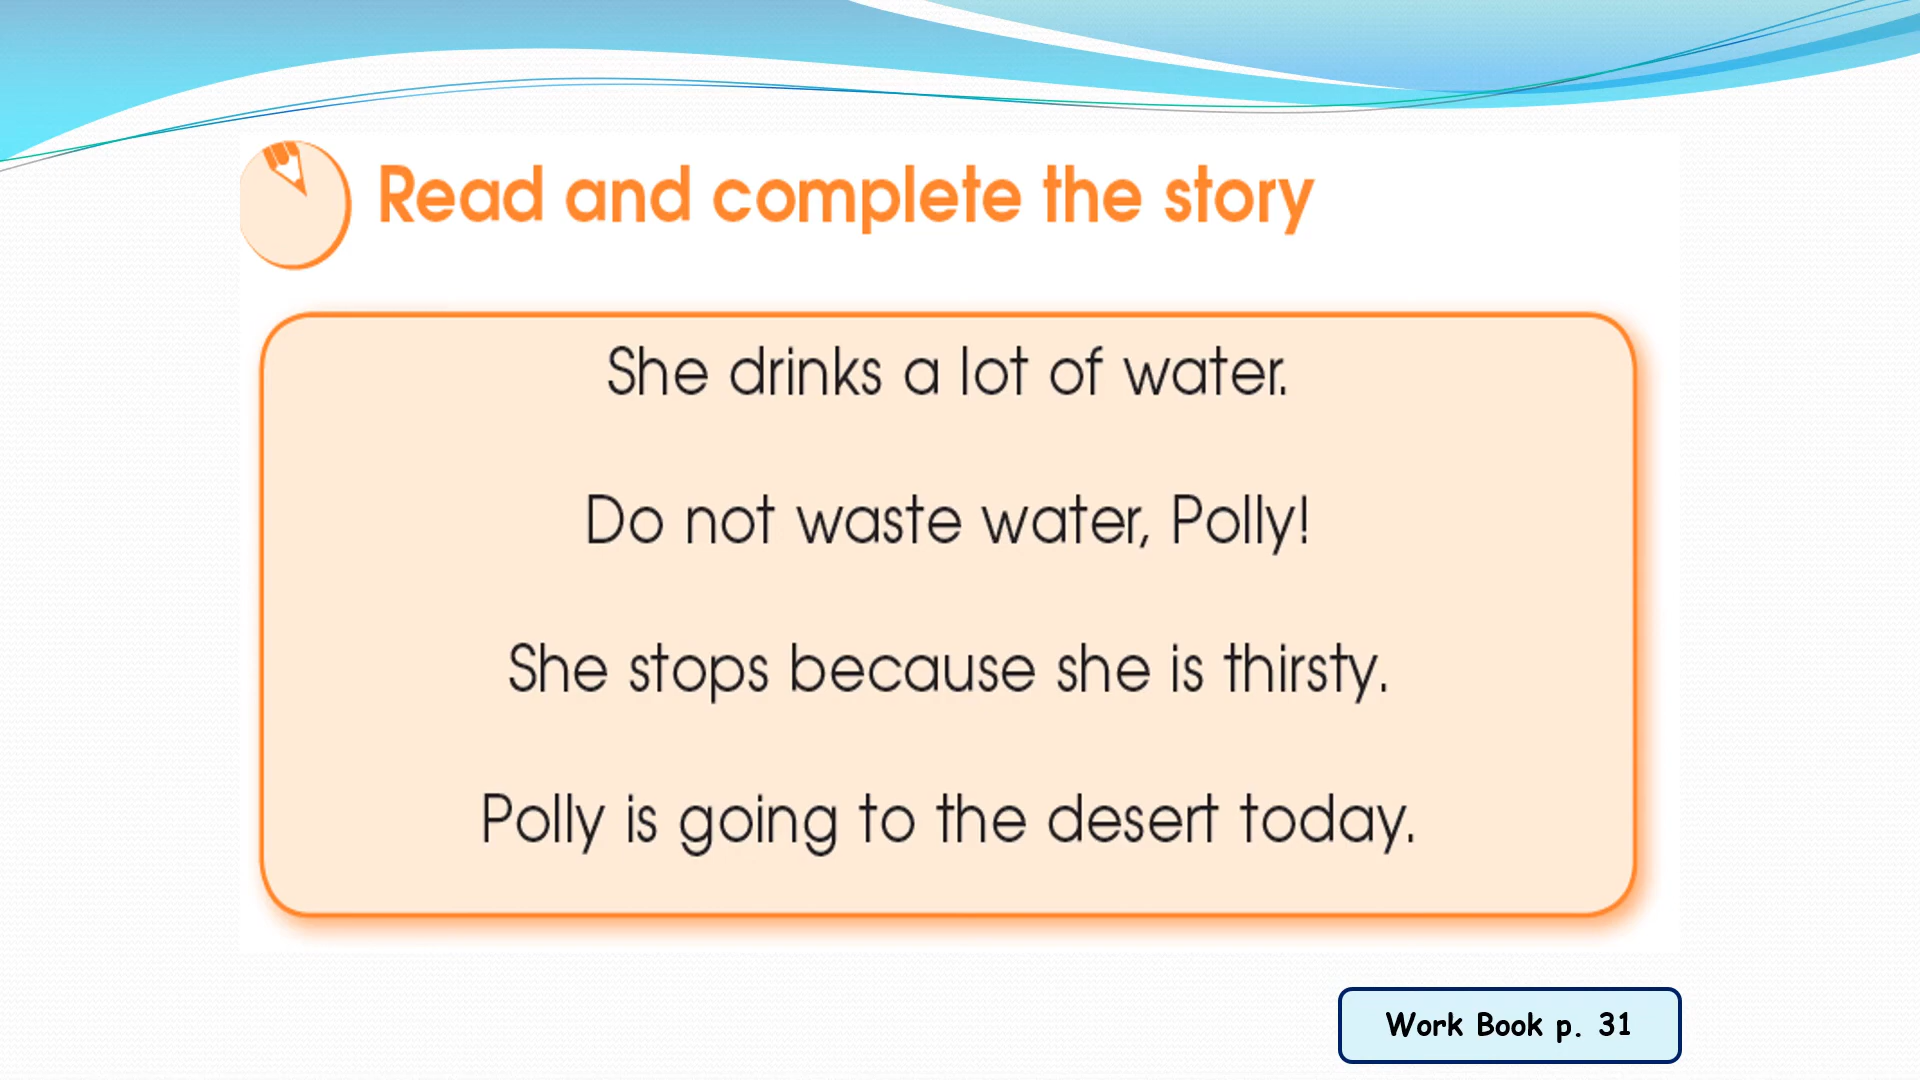 Read and complete the story
She drinks a lot of water.
Do not waste water, Polly!
She stops because she is thirsty.
Polly is going to the desert today.
Work Book p. 31